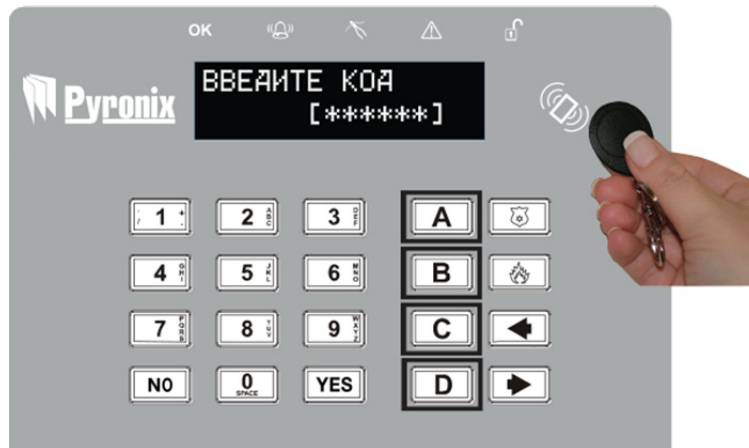 OK
Pyronix
ВВЕДИТЕ КОД
[******]
1
2 ABC
3 DEF
A
4 GHI
5 JKL
6 MNO
B
7 PQRS
8 TUV
9 WXYZ
C
NO
0 SPACE
YES
D